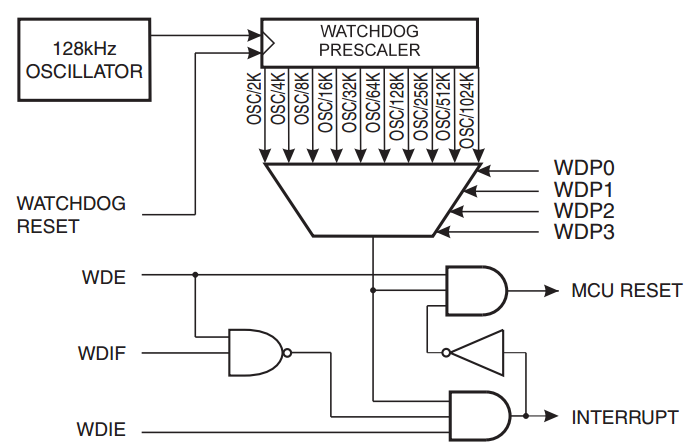 128kHz
OSCILLATOR
WATCHDOG
PRESCALER
OSC/2K
OSC/4K
OSC/8K
OSC/16K
OSC/32K
OSC/64K
OSC/128K
OSC/256K
OSC/512K
OSC/1024K
WATCHDOG
RESET
WDP0
WDP1
WDP2
WDP3
WDE
MCU RESET
WDIF
WDIE
INTERRUPT